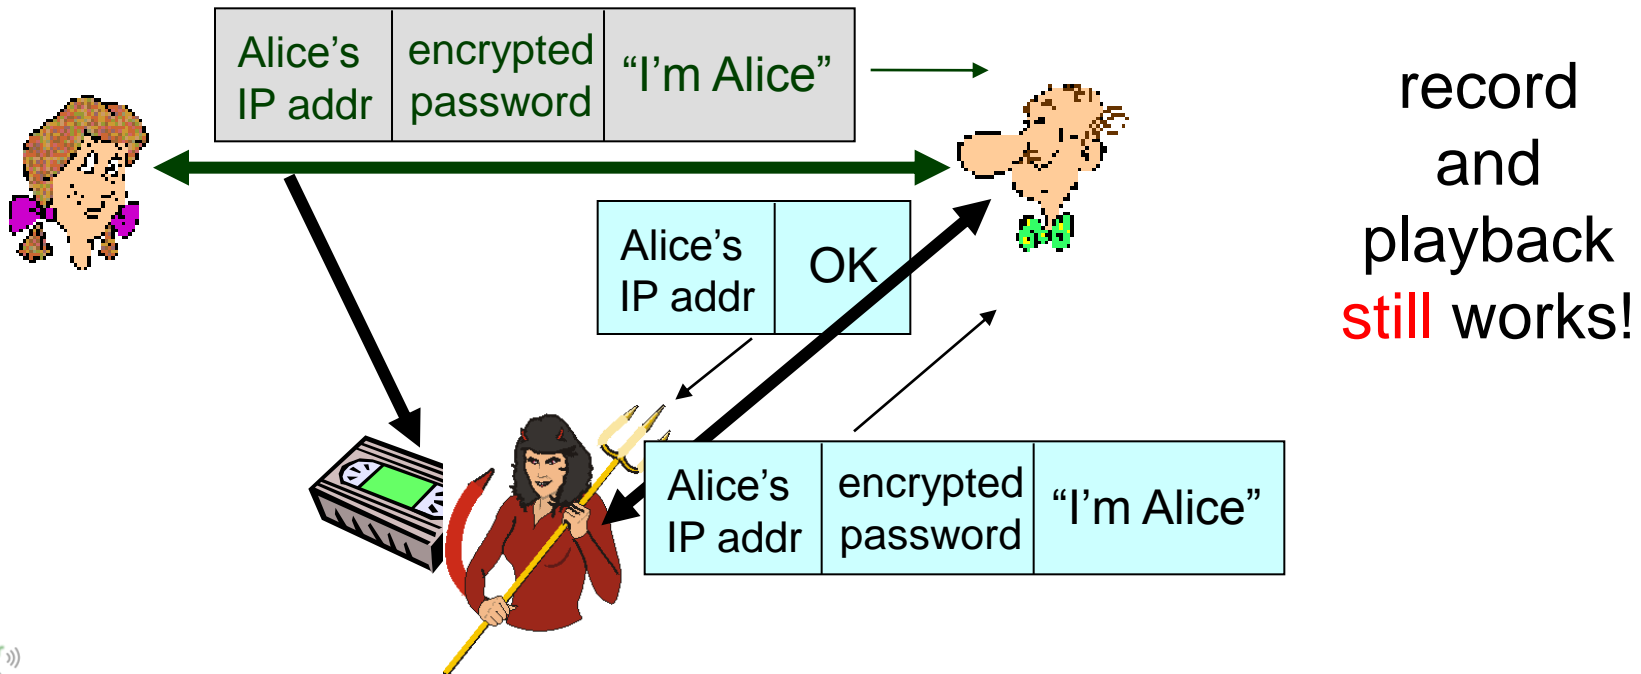 Alice’s
IP addr
encrypted
password
“I’m Alice”
record
and
playback
still works!
Alice’s
IP addr
OK
Alice’s
IP addr
encrypted
password
“I’m Alice”